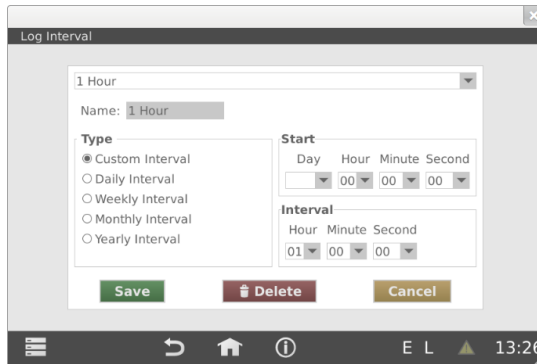 Log Interval
1 Hour
Name: 1 Hour
Type
Custom Interval
Daily Interval
Weekly Interval
Monthly Interval
Yearly Interval
Start
Day Hour Minute Second
00 00 00
Interval
Hour Minute Second
01 00 00
Save Delete Cancel
E L 13:26